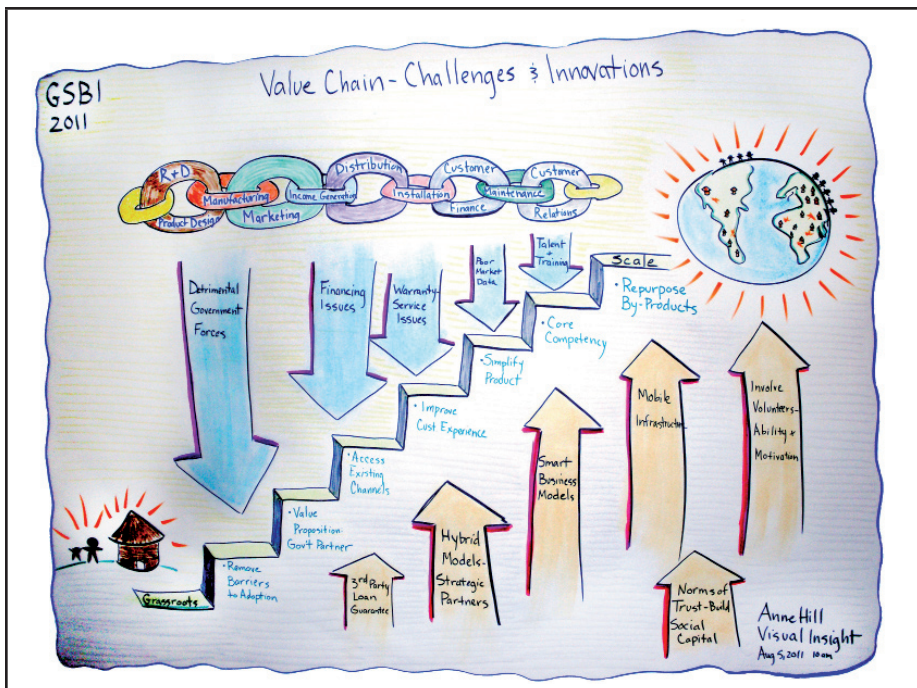 GSBI
2011
Value Chain - Challenges & Innovations
R & D
Product Design
Manufacturing
Marketing
Income Generation
Distribution
Installation
Customer
Finance
Maintenance
Customer
Relations
Detrimental
Government
Forces
Financing
Issues
Warranty-
Service
Issues
Poor
Market
Data
Talent
+
Training
Scale
• Repurpose
By-Products
• Core
Competency
• Simplify
Product
• Improve
Cust Experience
• Access
Existing
Channels
• Value
Proposition:
Gov't Partner
• Remove
Barriers
to Adoption
Grassroots
3rd Party
Loan
Guarantee
Hybrid
Models-
Strategic
Partners
Smart
Business
Models
Mobile
Involve
Volunteers-
Ability +
Motivation
Norms of
Trust-Build
Social
Capital
Anne Hill
Visual Insight
Aug 5, 2011 10 am